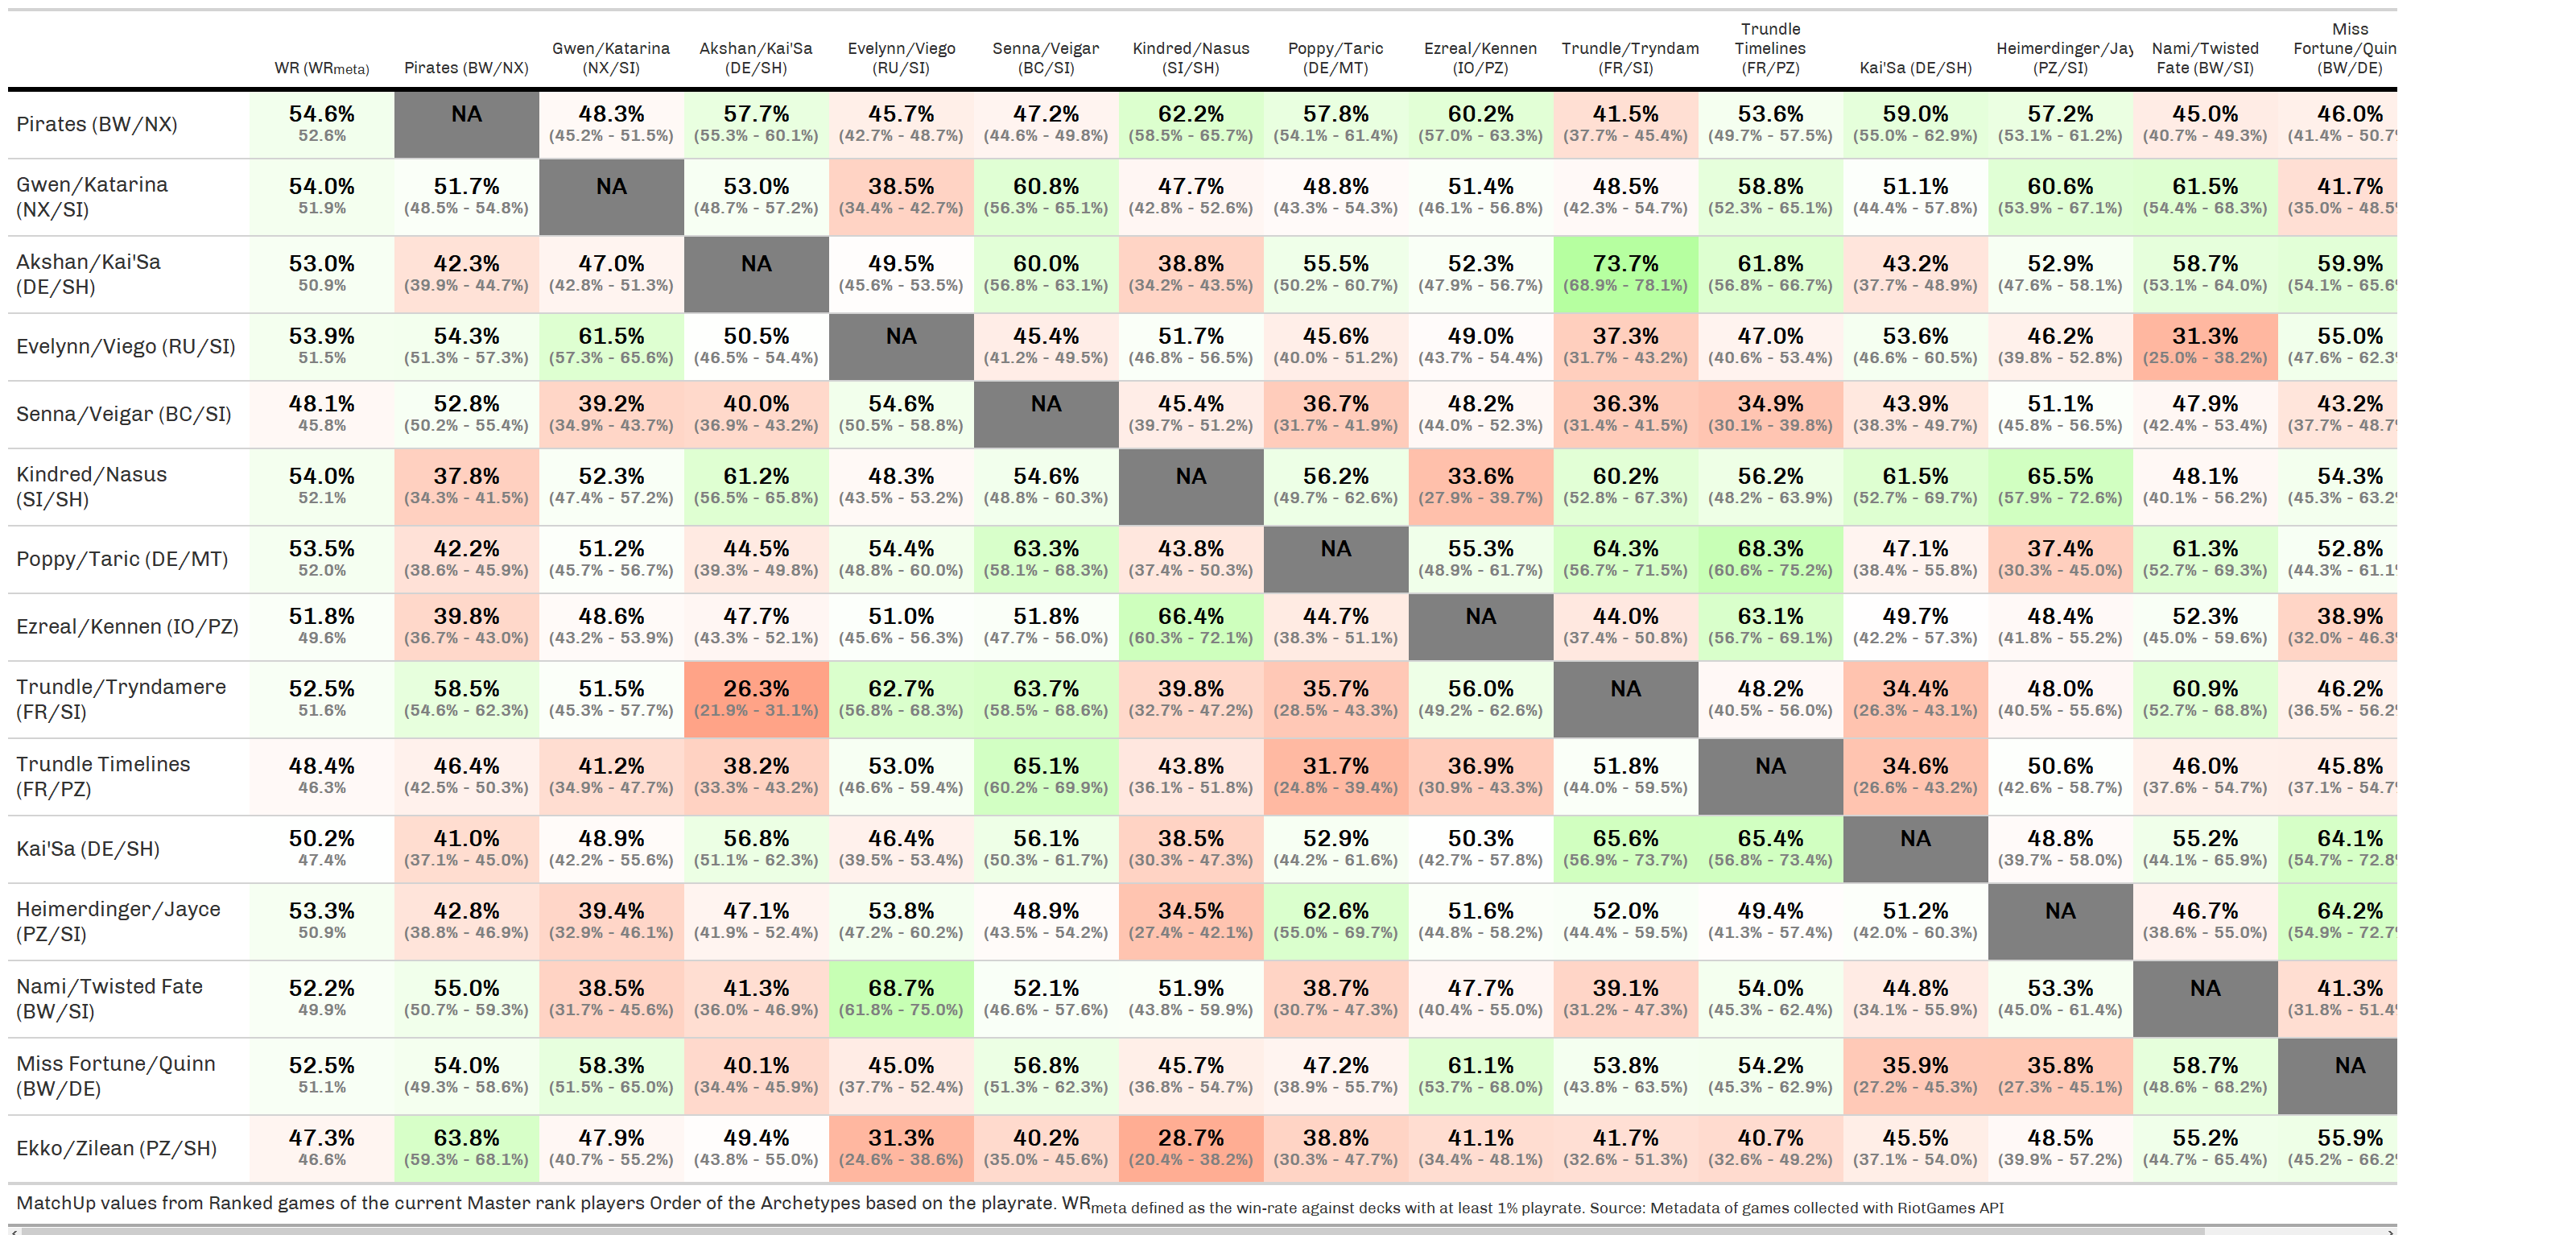 Miss
Trundle
Gwen/Katarina Akshan/Kai'Sa Evelynn/Viego Senna/Veigar Kindred/Nasus Poppy/Taric Ezreal/Kennen Trundle/Tryndam Timelines Heimerdinger/Jay Nami/Twisted Fortune/Quin
WR (WRmeta) Pirates (BW/NX) (NX/SI) (DE/SH) (RU/SI) (BC/SI) (SI/SH) (DE/MT) (IO/PZ) (FR/SI) (FR/PZ) Kai'Sa (DE/SH) (PZ/SI) Fate (BW/SI) (BW/DE)
Pirates (BW/NX) 54.6% NA 48.3% 57.7% 45.7% 47.2% 62.2% 57.8% 60.2% 41.5% 53.6% 59.0% 57.2% 45.0% 46.0%
52.6% (45.2% - 51.5%) (55.3% - 60.1%) (42.7% - 48.7%) (44.6% - 49.8%) (58.5% - 65.7%) (54.1% - 61.4%) (57.0% - 63.3%) (37.7% - 45.4%) (49.7% - 57.5%) (55.0% - 62.9%) (53.1% - 61.2%) (40.7% - 49.3%) (41.4% - 50.7%
Gwen/Katarina 54.0% 51.7% NA 53.0% 38.5% 60.8% 47.7% 48.8% 51.4% 48.5% 58.8% 51.1% 60.6% 61.5% 41.7%
(NX/SI) 51.9% (48.5% - 54.8%) (48.7% - 57.2%) (34.4% - 42.7%) (56.3% - 65.1%) (42.8% - 52.6%) (43.3% - 54.3%) (46.1% - 56.8%) (42.3% - 54.7%) (52.3% - 65.1%) (44.4% - 57.8%) (53.9% - 67.1%) (54.4% - 68.3%) (35.0% - 48.5%
Akshan/Kai'Sa 53.0% 42.3% 47.0% NA 49.5% 60.0% 38.8% 55.5% 52.3% 73.7% 61.8% 43.2% 52.9% 58.7% 59.9%
(DE/SH) 50.9% (39.9% - 44.7%) (42.8% - 51.3%) (45.6% - 53.5%) (56.8% - 63.1%) (34.2% - 43.5%) (50.2% - 60.7%) (47.9% - 56.7%) (68.9% - 78.1%) (56.8% - 66.7%) (37.7% - 48.9%) (47.6% - 58.1%) (53.1% - 64.0%) (54.1% - 65.6%
Evelynn/Viego (RU/SI) 53.9% 54.3% 61.5% 50.5% NA 45.4% 51.7% 45.6% 49.0% 37.3% 47.0% 53.6% 46.2% 31.3% 55.0%
51.5% (51.3% - 57.3%) (57.3% - 65.6%) (46.5% - 54.4%) (41.2% - 49.5%) (46.8% - 56.5%) (40.0% - 51.2%) (43.7% - 54.4%) (31.7% - 43.2%) (40.6% - 53.4%) (46.6% - 60.5%) (39.8% - 52.8%) (25.0% - 38.2%) (47.6% - 62.3%
Senna/Veigar (BC/SI) 48.1% 52.8% 39.2% 40.0% 54.6% NA 45.4% 36.7% 48.2% 36.3% 34.9% 43.9% 51.1% 47.9% 43.2%
45.8% (50.2% - 55.4%) (34.9% - 43.7%) (36.9% - 43.2%) (50.5% - 58.8%) (39.7% - 51.2%) (31.7% - 41.9%) (44.0% - 52.3%) (31.4% - 41.5%) (30.1% - 39.8%) (38.3% - 49.7%) (45.8% - 56.5%) (42.4% - 53.4%) (37.7% - 48.7%
Kindred/Nasus 54.0% 37.8% 52.3% 61.2% 48.3% 54.6% NA 56.2% 33.6% 60.2% 56.2% 61.5% 65.5% 48.1% 54.3%
(SI/SH) 52.1% (34.3% - 41.5%) (47.4% - 57.2%) (56.5% - 65.8%) (43.5% - 53.2%) (48.8% - 60.3%) (49.7% - 62.6%) (27.9% - 39.7%) (52.8% - 67.3%) (48.2% - 63.9%) (52.7% - 69.7%) (57.9% - 72.6%) (40.1% - 56.2%) (45.3% - 63.2%
Poppy/Taric (DE/MT) 53.5% 42.2% 51.2% 44.5% 54.4% 63.3% 43.8% NA 55.3% 64.3% 68.3% 47.1% 37.4% 61.3% 52.8%
52.0% (38.6% - 45.9%) (45.7% - 56.7%) (39.3% - 49.8%) (48.8% - 60.0%) (58.1% - 68.3%) (37.4% - 50.3%) (48.9% - 61.7%) (56.7% - 71.5%) (60.6% - 75.2%) (38.4% - 55.8%) (30.3% - 45.0%) (52.7% - 69.3%) (44.3% - 61.1%
Ezreal/Kennen (IO/PZ) 51.8% 39.8% 48.6% 47.7% 51.0% 51.8% 66.4% 44.7% NA 44.0% 63.1% 49.7% 48.4% 52.3% 38.9%
49.6% (36.7% - 43.0%) (43.2% - 53.9%) (43.3% - 52.1%) (45.6% - 56.3%) (47.7% - 56.0%) (60.3% - 72.1%) (38.3% - 51.1%) (37.4% - 50.8%) (56.7% - 69.1%) (42.2% - 57.3%) (41.8% - 55.2%) (45.0% - 59.6%) (32.0% - 46.3%
Trundle/Tryndamere 52.5% 58.5% 51.5% 26.3% 62.7% 63.7% 39.8% 35.7% 56.0% NA 48.2% 34.4% 48.0% 60.9% 46.2%
(FR/SI) 51.6% (54.6% - 62.3%) (45.3% - 57.7%) (21.9% - 31.1%) (56.8% - 68.3%) (58.5% - 68.6%) (32.7% - 47.2%) (28.5% - 43.3%) (49.2% - 62.6%) (40.5% - 56.0%) (26.3% - 43.1%) (40.5% - 55.6%) (52.7% - 68.8%) (36.5% - 56.2%
Trundle Timelines 48.4% 46.4% 41.2% 38.2% 53.0% 65.1% 43.8% 31.7% 36.9% 51.8% NA 34.6% 50.6% 46.0% 45.8%
(FR/PZ) 46.3% (42.5% - 50.3%) (34.9% - 47.7%) (33.3% - 43.2%) (46.6% - 59.4%) (60.2% - 69.9%) (36.1% - 51.8%) (24.8% - 39.4%) (30.9% - 43.3%) (44.0% - 59.5%) (26.6% - 43.2%) (42.6% - 58.7%) (37.6% - 54.7%) (37.1% - 54.7%
Kai'Sa (DE/SH) 50.2% 41.0% 48.9% 56.8% 46.4% 56.1% 38.5% 52.9% 50.3% 65.6% 65.4% NA 48.8% 55.2% 64.1%
47.4% (37.1% - 45.0%) (42.2% - 55.6%) (51.1% - 62.3%) (39.5% - 53.4%) (50.3% - 61.7%) (30.3% - 47.3%) (44.2% - 61.6%) (42.7% - 57.8%) (56.9% - 73.7%) (56.8% - 73.4%) (39.7% - 58.0%) (44.1% - 65.9%) (54.7% - 72.8%
Heimerdinger/Jayce 53.3% 42.8% 39.4% 47.1% 53.8% 48.9% 34.5% 62.6% 51.6% 52.0% 49.4% 51.2% NA 46.7% 64.2%
(PZ/SI) 50.9% (38.8% - 46.9%) (32.9% - 46.1%) (41.9% - 52.4%) (47.2% - 60.2%) (43.5% - 54.2%) (27.4% - 42.1%) (55.0% - 69.7%) (44.8% - 58.2%) (44.4% - 59.5%) (41.3% - 57.4%) (42.0% - 60.3%) (38.6% - 55.0%) (54.9% - 72.7%
Nami/Twisted Fate 52.2% 55.0% 38.5% 41.3% 68.7% 52.1% 51.9% 38.7% 47.7% 39.1% 54.0% 44.8% 53.3% NA 41.3%
(BW/SI) 49.9% (50.7% - 59.3%) (31.7% - 45.6%) (36.0% - 46.9%) (61.8% - 75.0%) (46.6% - 57.6%) (43.8% - 59.9%) (30.7% - 47.3%) (40.4% - 55.0%) (31.2% - 47.3%) (45.3% - 62.4%) (34.1% - 55.9%) (45.0% - 61.4%) (31.8% - 51.4%
Miss Fortune/Quinn 52.5% 54.0% 58.3% 40.1% 45.0% 56.8% 45.7% 47.2% 61.1% 53.8% 54.2% 35.9% 35.8% 58.7% NA
(BW/DE) 51.1% (49.3% - 58.6%) (51.5% - 65.0%) (34.4% - 45.9%) (37.7% - 52.4%) (51.3% - 62.3%) (36.8% - 54.7%) (38.9% - 55.7%) (53.7% - 68.0%) (43.8% - 63.5%) (45.3% - 62.9%) (27.2% - 45.3%) (27.3% - 45.1%) (48.6% - 68.2%)
Ekko/Zilean (PZ/SH) 47.3% 63.8% 47.9% 49.4% 31.3% 40.2% 28.7% 38.8% 41.1% 41.7% 40.7% 45.5% 48.5% 55.2% 55.9%
46.6% (59.3% - 68.1%) (40.7% - 55.2%) (43.8% - 55.0%) (24.6% - 38.6%) (35.0% - 45.6%) (20.4% - 38.2%) (30.3% - 47.7%) (34.4% - 48.1%) (32.6% - 51.3%) (32.6% - 49.2%) (37.1% - 54.0%) (39.9% - 57.2%) (44.7% - 65.4%) (45.2% - 66.2%
MatchUp values from Ranked games of the current Master rank players Order of the Archetypes based on the playrate. WRmeta defined as the win-rate against decks with at least 1% playrate. Source: Metadata of games collected with RiotGames API